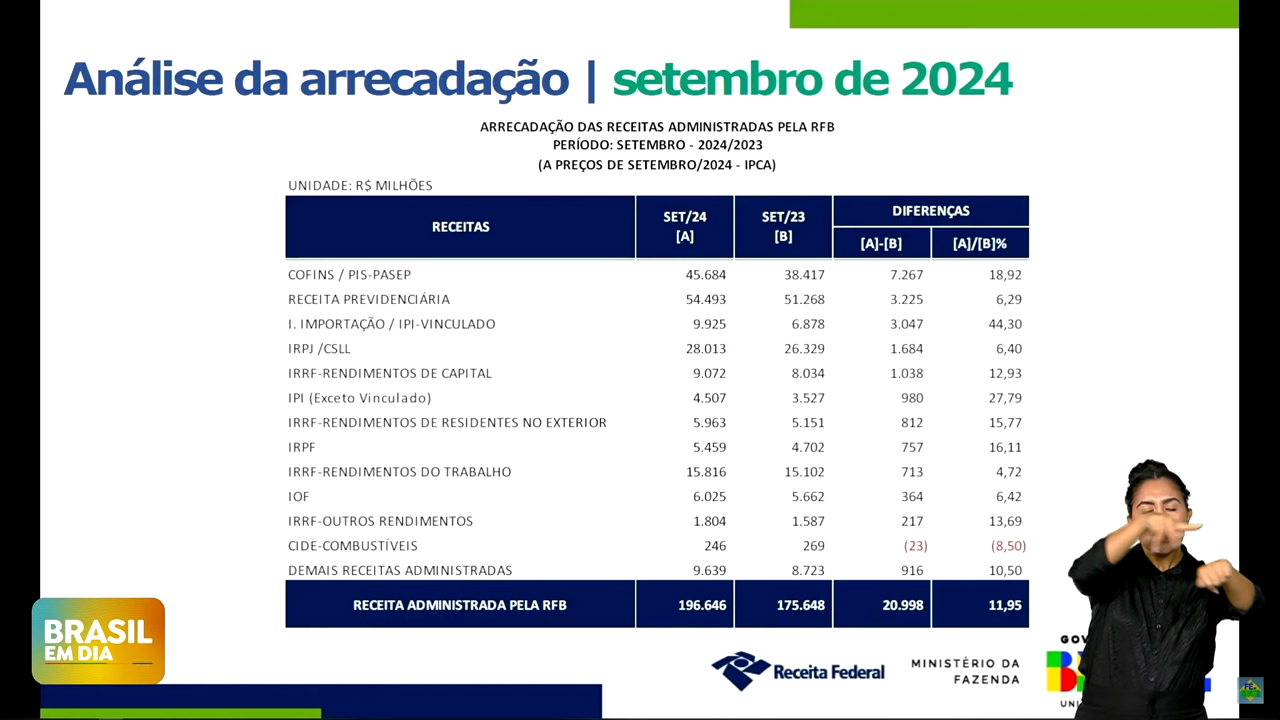 Análise da arrecadação | setembro de 2024
ARRECADAÇÃO DAS RECEITAS ADMINISTRADAS PELA RFB
PERÍODO: SETEMBRO - 2024/2023
(A PREÇOS DE SETEMBRO/2024 - IPCA)
UNIDADE: R$ MILHÕES
RECEITAS SET/24 [A] SET/23 [B] DIFERENÇAS
[A]-[B] [A]/[B]%
COFINS / PIS-PASEP 45.684 38.417 7.267 18,92
RECEITA PREVIDENCIÁRIA 54.493 51.268 3.225 6,29
I. IMPORTAÇÃO / IPI-VINCULADO 9.925 6.878 3.047 44,30
IRPJ /CSLL 28.013 26.329 1.684 6,40
IRRF-RENDIMENTOS DE CAPITAL 9.072 8.034 1.038 12,93
IPI (Exceto Vinculado) 4.507 3.527 980 27,79
IRRF-RENDIMENTOS DE RESIDENTES NO EXTERIOR 5.963 5.151 812 15,77
IRPF 5.459 4.702 757 16,11
IRRF-RENDIMENTOS DO TRABALHO 15.816 15.102 713 4,72
IOF 6.025 5.662 364 6,42
IRRF-OUTROS RENDIMENTOS 1.804 1.587 217 13,69
CIDE-COMBUSTÍVEIS 246 269 (23) (8,50)
DEMAIS RECEITAS ADMINISTRADAS 9.639 8.723 916 10,50
RECEITA ADMINISTRADA PELA RFB 196.646 175.648 20.998 11,95
BRASIL
EM DIA
Receita Federal
MINISTÉRIO DA
FAZENDA